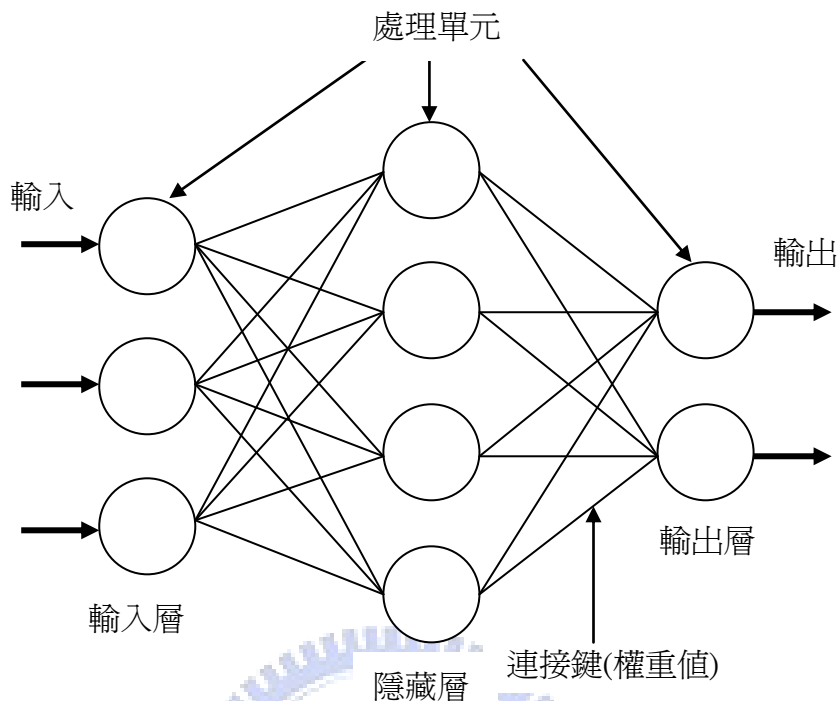 處理單元
輸入
輸出
輸出層
輸入層
連接鍵(權重值)
隱藏層